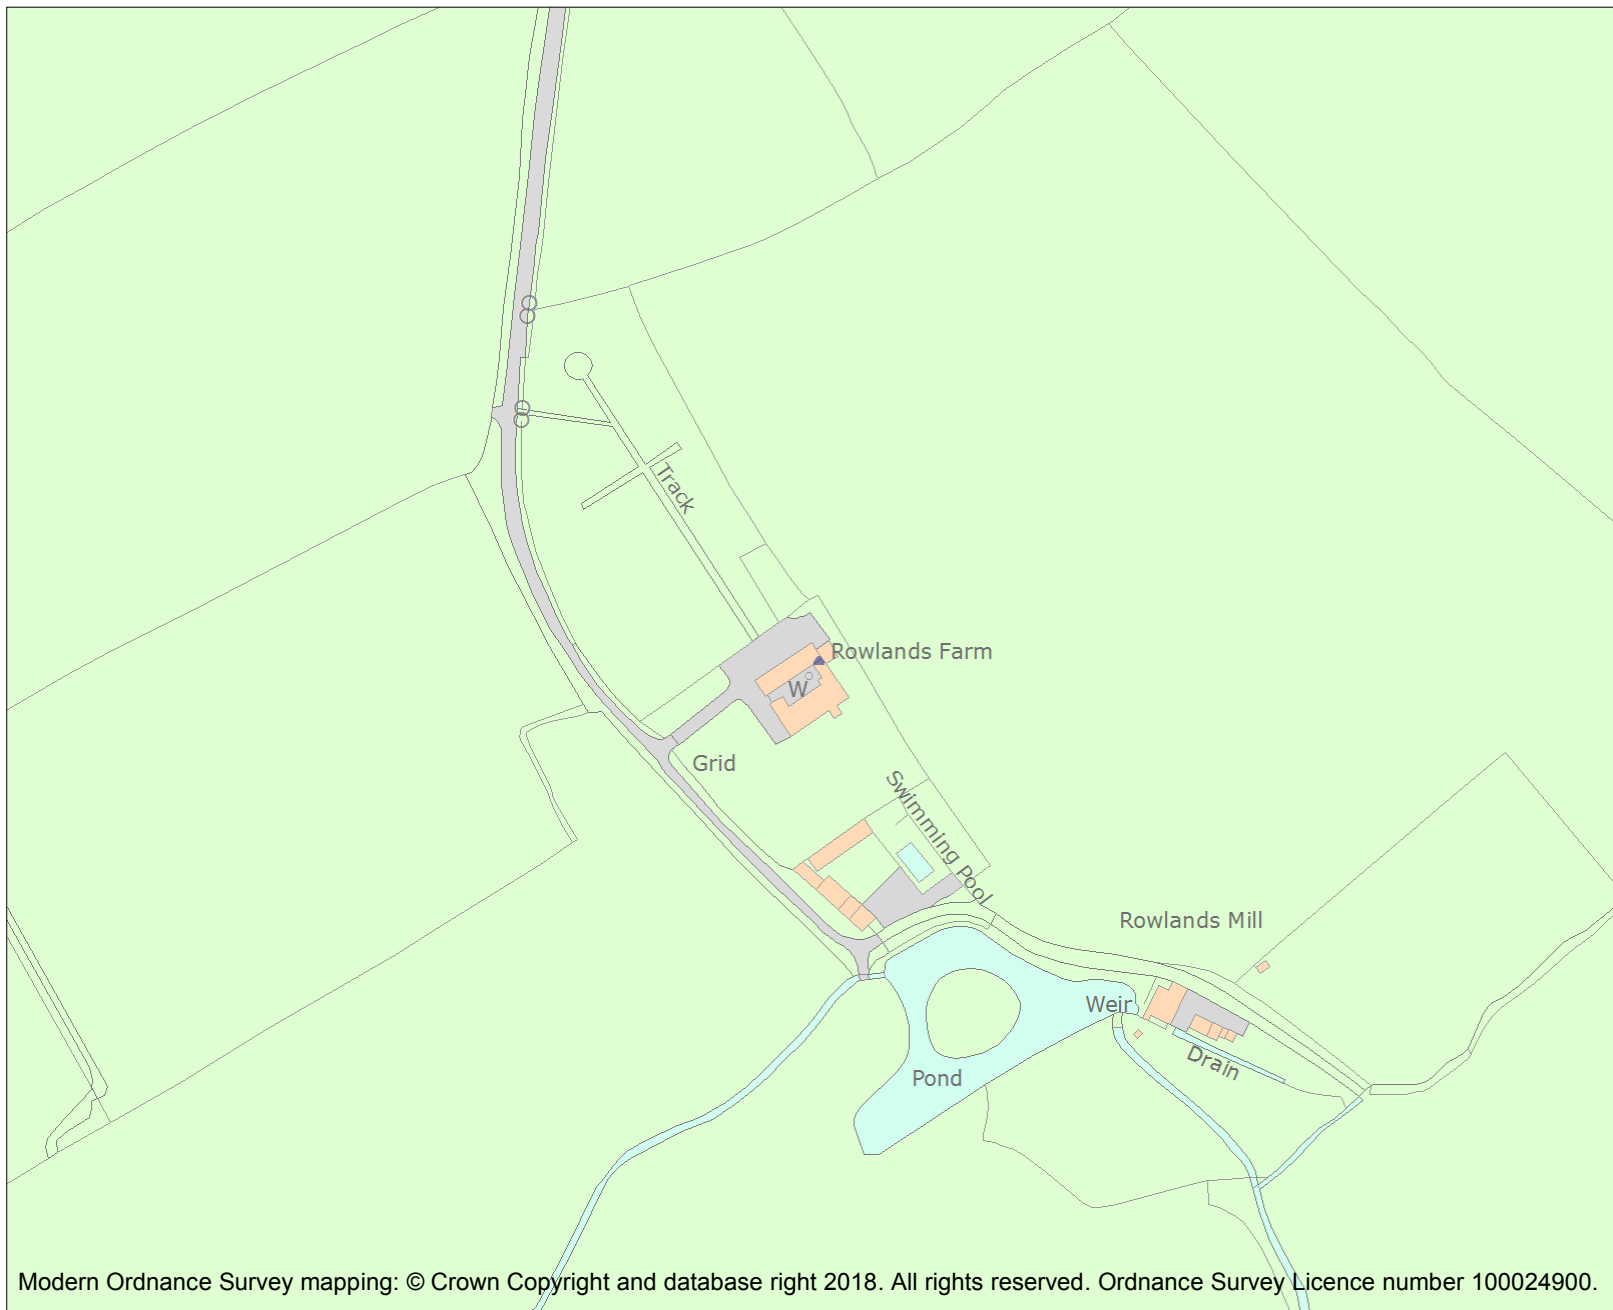 Track
Rowlands Farm
W
Grid
Swimming Pool
Rowlands Mill
Weir
Drain
Pond
Modern Ordnance Survey mapping: © Crown Copyright and database right 2018. All rights reserved. Ordnance Survey Licence number 100024900.